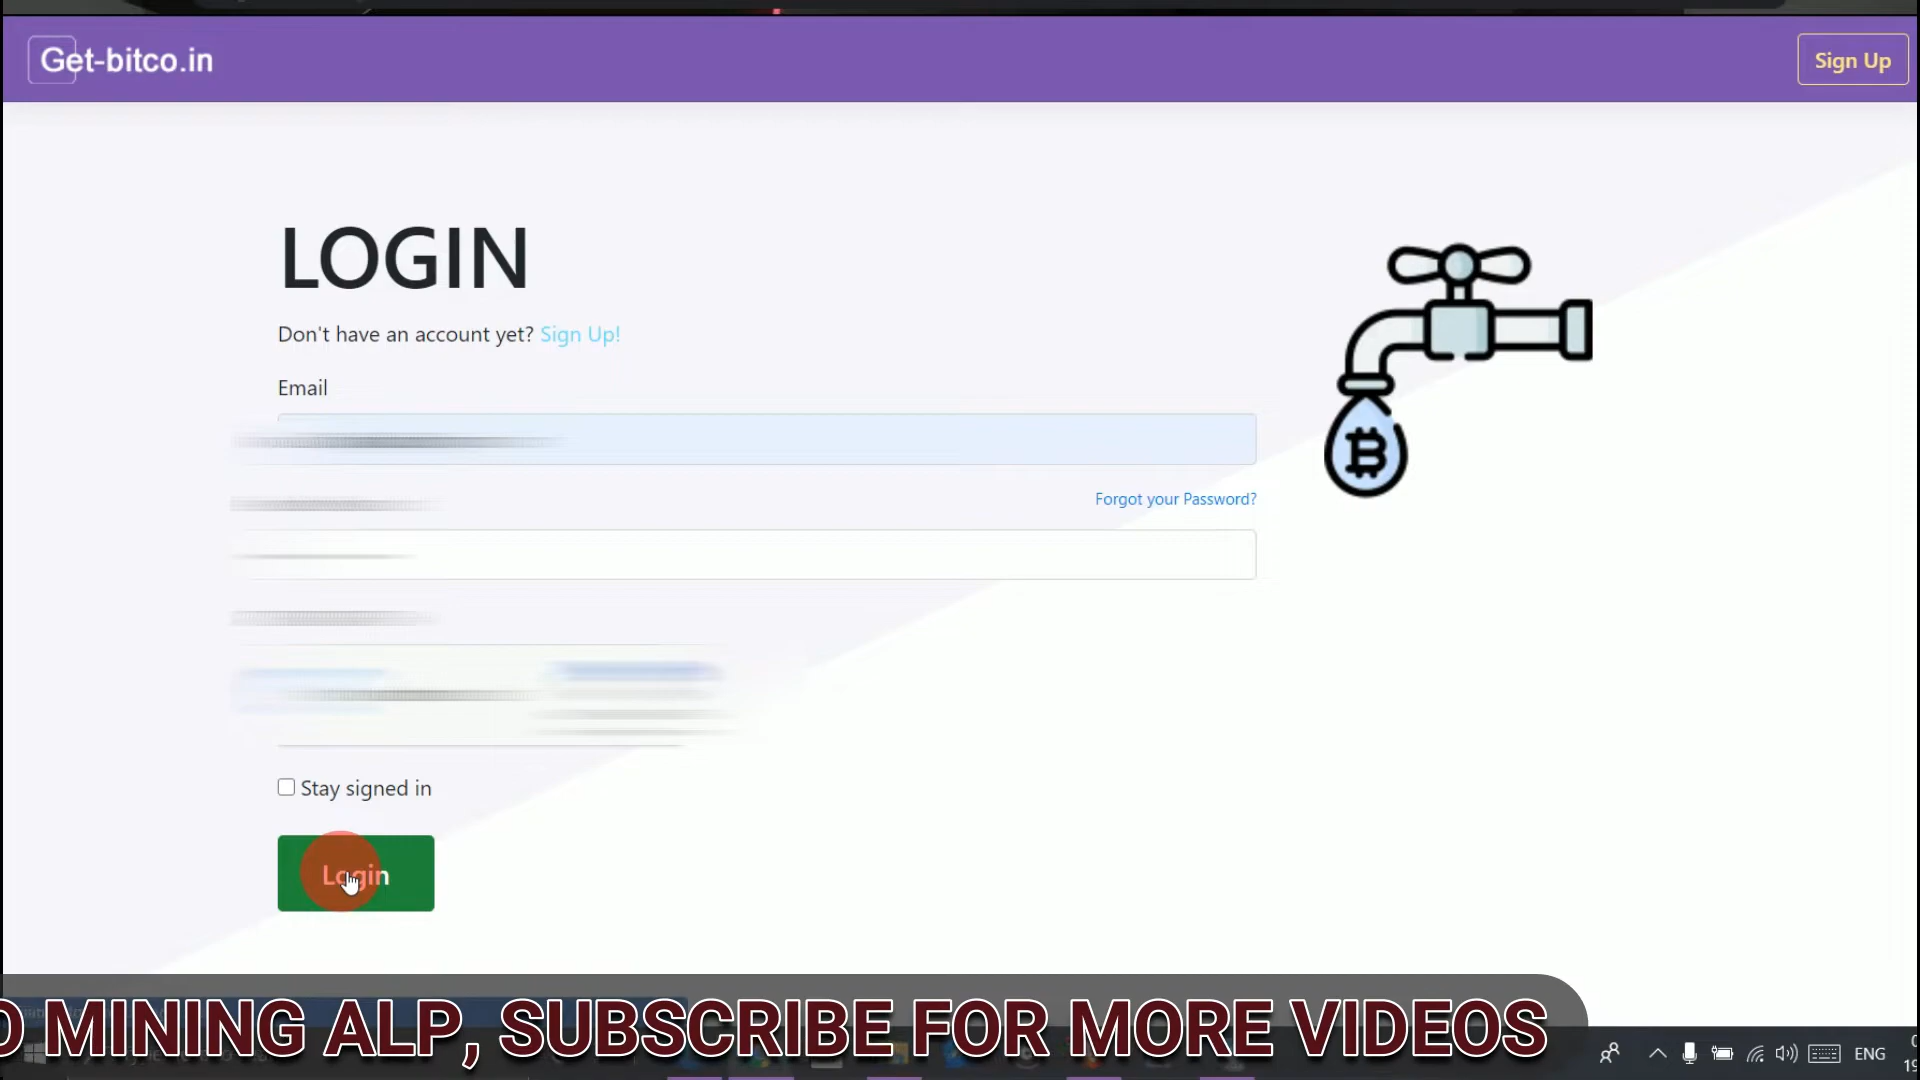 Get-bitco.in
Sign Up
LOGIN
Don't have an account yet? Sign Up!
Email
Forgot your Password?
Stay signed in
Login
MINING ALP, SUBSCRIBE FOR MORE VIDEOS
ENG